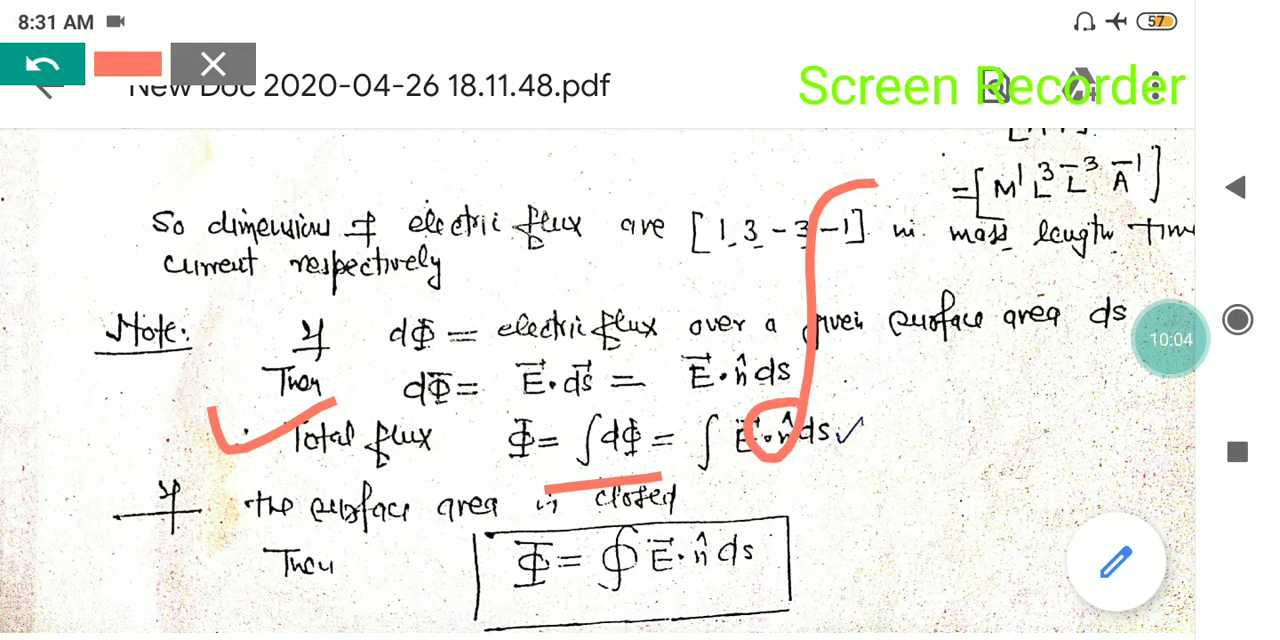 8:31 AM
57
New Doc 2020-04-26 18.11.48.pdf
Screen Recorder
= [M¹ L³ T̄³ Ā¹]
So dimensions of electric flux are [1, 3 - 3 - 1] in mass length time
current respectively
Note: If dΦ = electric flux over a given surface area ds
Then dΦ = E⃗ · ds⃗ = E⃗ · n̂ ds
10:04
∴ Total flux Φ = ∫ dΦ = ∫ E⃗ · n̂ ds ✓
If the surface area is closed
Then Φ = ∮ E⃗ · n̂ ds